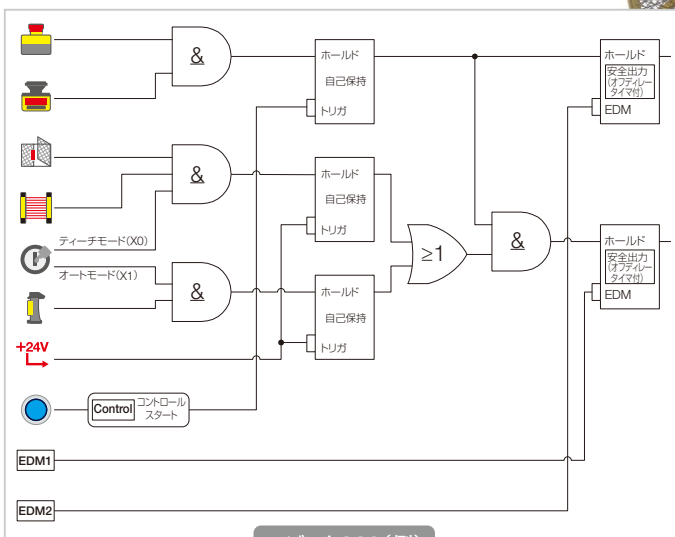 &
ホールド
自己保持
トリガ
ホールド
安全出力
(オフディレー
タイマ付)
EDM
&
ホールド
自己保持
トリガ
ティーチモード(X0)
オートモード(X1)
&
≥1
&
ホールド
安全出力
(オフディレー
タイマ付)
EDM
ホールド
自己保持
トリガ
+24V
Control
コントロール
スタート
EDM1
EDM2